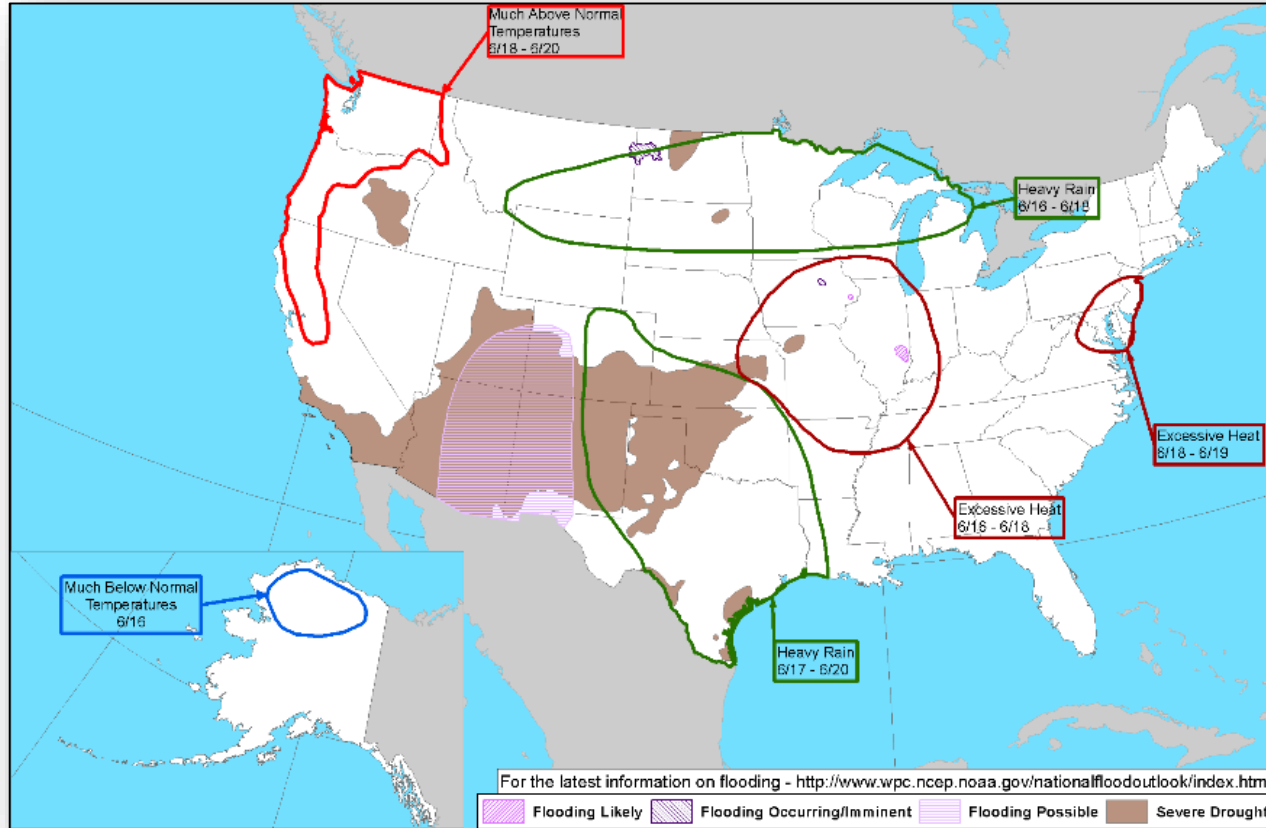 Much Above Normal
Temperatures
6/18 - 6/20
Heavy Rain
6/16 - 6/18
Excessive Heat
6/18 - 6/19
Excessive Heat
6/16 - 6/18
Much Below Normal
Temperatures
6/16
Heavy Rain
6/17 - 6/20
For the latest information on flooding - http://www.wpc.ncep.noaa.gov/nationalfloodoutlook/index.htm
Flooding Likely
Flooding Occurring/Imminent
Flooding Possible
Severe Drought